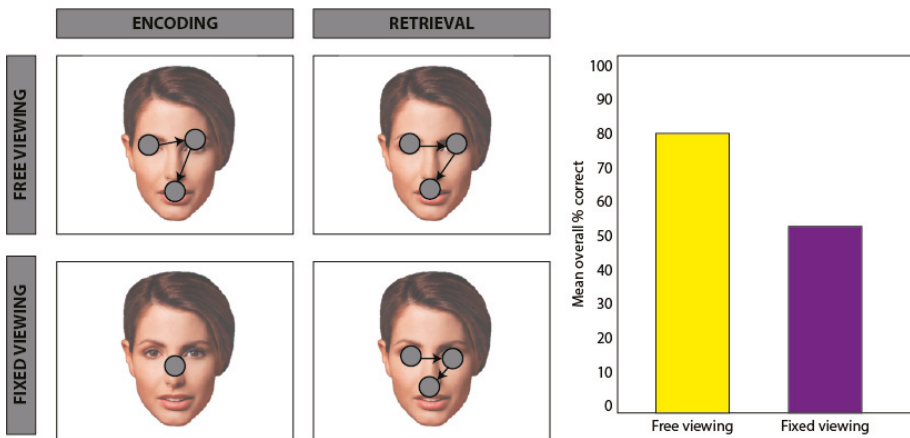 ENCODING
RETRIEVAL
FREE VIEWING
FIXED VIEWING
Mean overall % correct
100
90
80
70
60
50
40
30
20
10
0
Free viewing
Fixed viewing